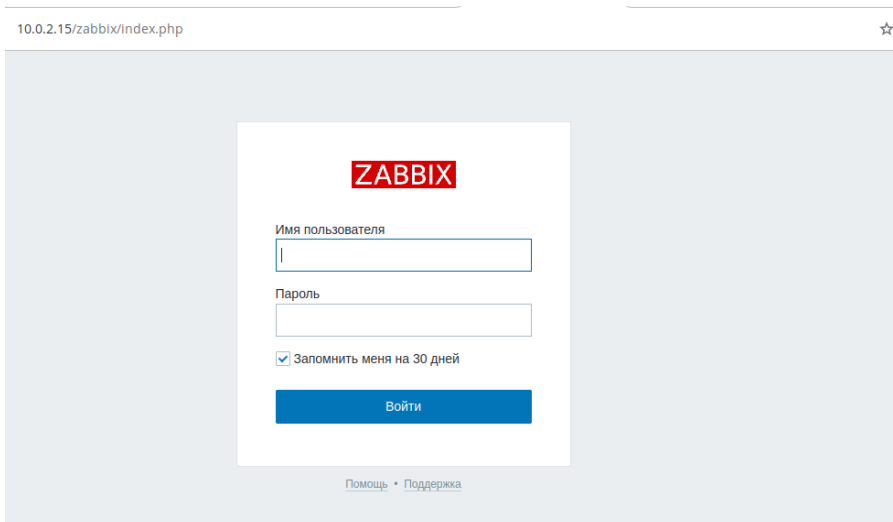 10.0.2.15/zabbix/index.php
ZABBIX
Имя пользователя
Пароль
Запомнить меня на 30 дней
Войти
Помощь • Поддержка